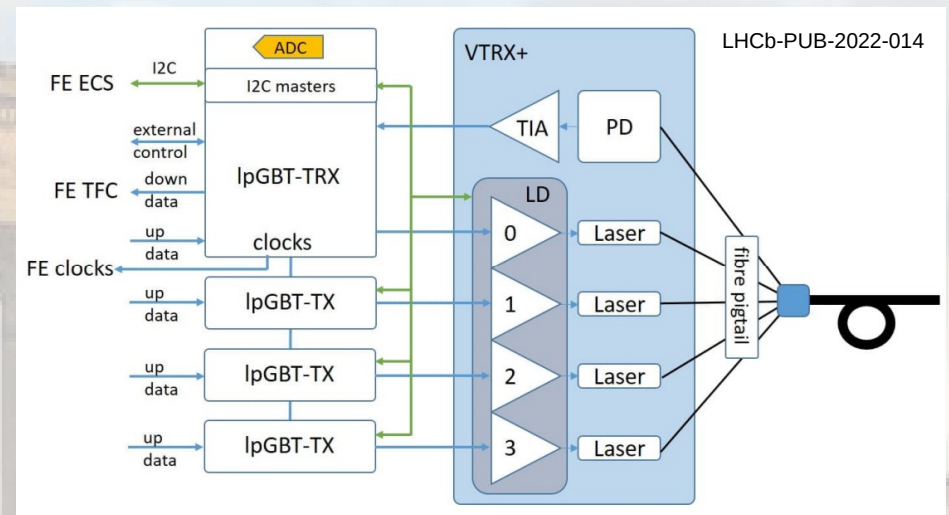 LHCb-PUB-2022-014
ADC
VTRX+
FE ECS
I2C
I2C masters
external
control
TIA
PD
lpGBT-TRX
FE TFC
down
data
LD
up
data
clocks
0
Laser
FE clocks
fibre pigtail
up
data
lpGBT-TX
1
Laser
up
data
lpGBT-TX
2
Laser
up
data
lpGBT-TX
3
Laser